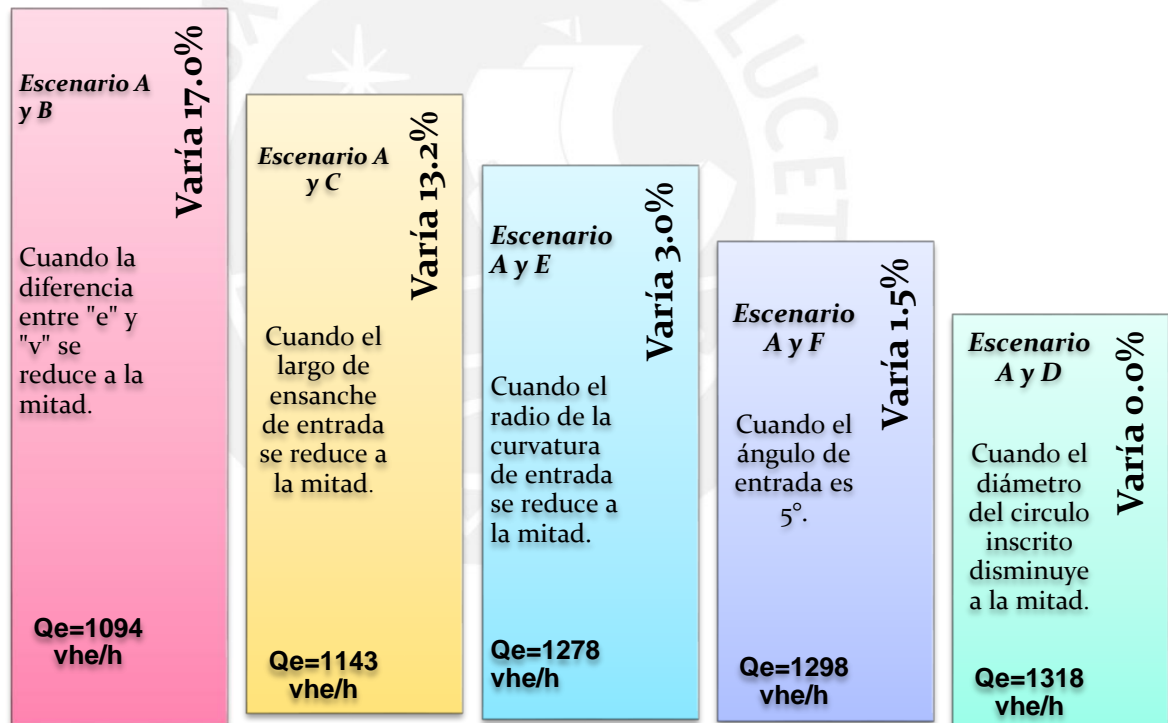 Escenario A
y B
Varía 17.0%
Cuando la
diferencia
entre "e" y
"v" se
reduce a la
mitad.
Qe=1094
vhe/h
Escenario A
y C
Varía 13.2%
Cuando el
largo de
ensanche
de entrada
se reduce a
la mitad.
Qe=1143
vhe/h
Escenario
A y E
Varía 3.0%
Cuando el
radio de la
curvatura
de entrada
se reduce a
la mitad.
Qe=1278
vhe/h
Escenario
A y F
Varía 1.5%
Cuando el
ángulo de
entrada es
5°.
Qe=1298
vhe/h
Escenario
A y D
Varía 0.0%
Cuando el
diámetro
del circulo
inscrito
disminuye
a la mitad.
Qe=1318
vhe/h
LUCET